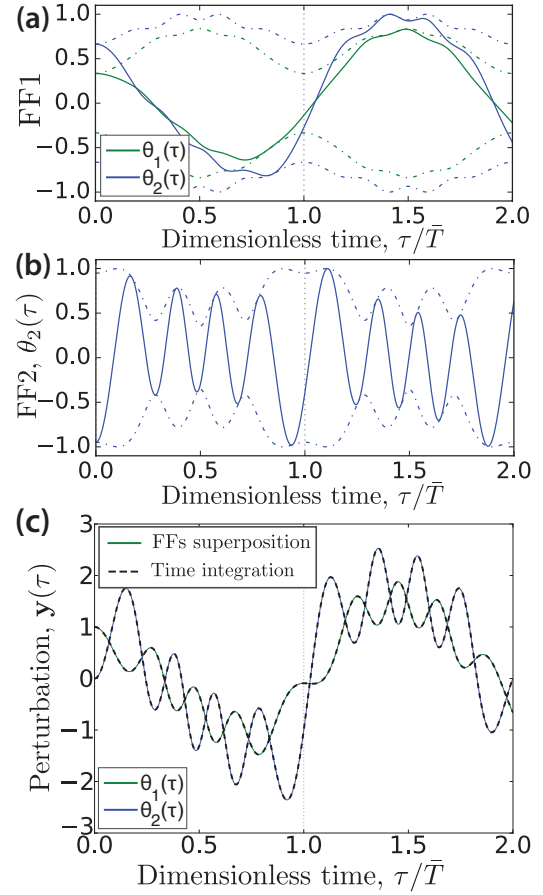 (a)
FF1
1.0
0.5
0.0
−0.5
−1.0
θ₁(τ)
θ₂(τ)
0.0 0.5 1.0 1.5 2.0
Dimensionless time, τ/T̄
(b)
FF2, θ₂(τ)
1.0
0.5
0.0
−0.5
−1.0
0.0 0.5 1.0 1.5 2.0
Dimensionless time, τ/T̄
(c)
Perturbation, y(τ)
3
2
1
0
−1
−2
−3
FFs superposition
Time integration
θ₁(τ)
θ₂(τ)
0.0 0.5 1.0 1.5 2.0
Dimensionless time, τ/T̄